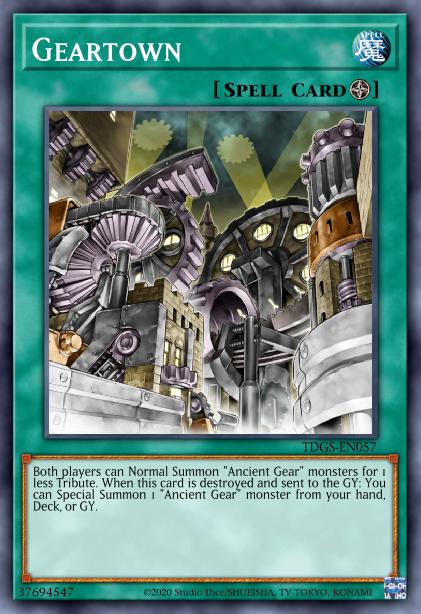 Geartown
SPELL
魔
[Spell Card]
TDGS-EN057
Both players can Normal Summon "Ancient Gear" monsters for 1
less Tribute. When this card is destroyed and sent to the GY: You
can Special Summon 1 "Ancient Gear" monster from your hand,
Deck, or GY.
37694547
©2020 Studio Dice/SHUEISHA, TV TOKYO, KONAMI